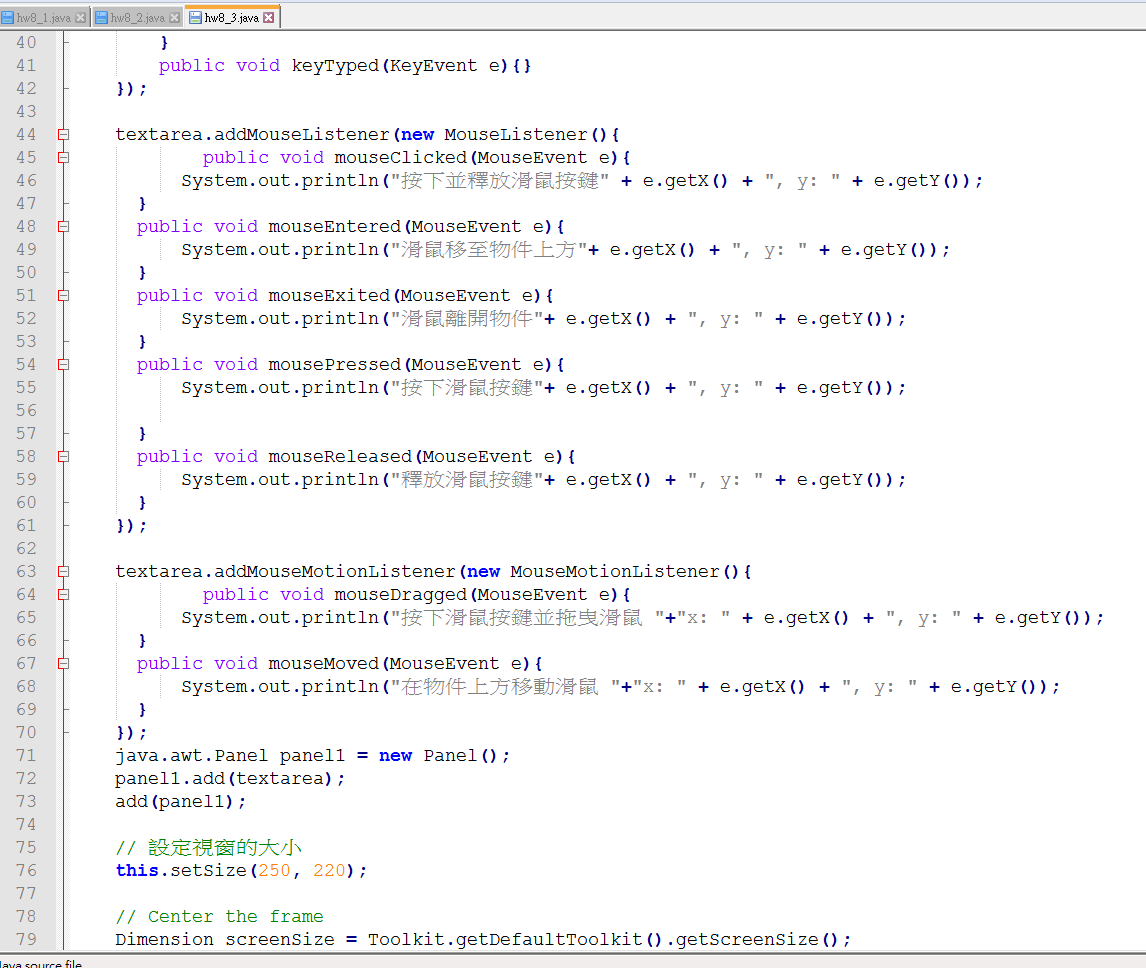 hw8_1.java hw8_2.java hw8_3.java
40 }
41 public void keyTyped(KeyEvent e){}
42 });
43
44 textarea.addMouseListener(new MouseListener(){
45 public void mouseClicked(MouseEvent e){
46 System.out.println("按下並釋放滑鼠按鍵" + e.getX() + ", y: " + e.getY());
47 }
48 public void mouseEntered(MouseEvent e){
49 System.out.println("滑鼠移至物件上方"+ e.getX() + ", y: " + e.getY());
50 }
51 public void mouseExited(MouseEvent e){
52 System.out.println("滑鼠離開物件"+ e.getX() + ", y: " + e.getY());
53 }
54 public void mousePressed(MouseEvent e){
55 System.out.println("按下滑鼠按鍵"+ e.getX() + ", y: " + e.getY());
56
57 }
58 public void mouseReleased(MouseEvent e){
59 System.out.println("釋放滑鼠按鍵"+ e.getX() + ", y: " + e.getY());
60 }
61 });
62
63 textarea.addMouseMotionListener(new MouseMotionListener(){
64 public void mouseDragged(MouseEvent e){
65 System.out.println("按下滑鼠按鍵並拖曳滑鼠 "+"x: " + e.getX() + ", y: " + e.getY());
66 }
67 public void mouseMoved(MouseEvent e){
68 System.out.println("在物件上方移動滑鼠 "+"x: " + e.getX() + ", y: " + e.getY());
69 }
70 });
71 java.awt.Panel panel1 = new Panel();
72 panel1.add(textarea);
73 add(panel1);
74
75 // 設定視窗的大小
76 this.setSize(250, 220);
77
78 // Center the frame
79 Dimension screenSize = Toolkit.getDefaultToolkit().getScreenSize();
Java source file